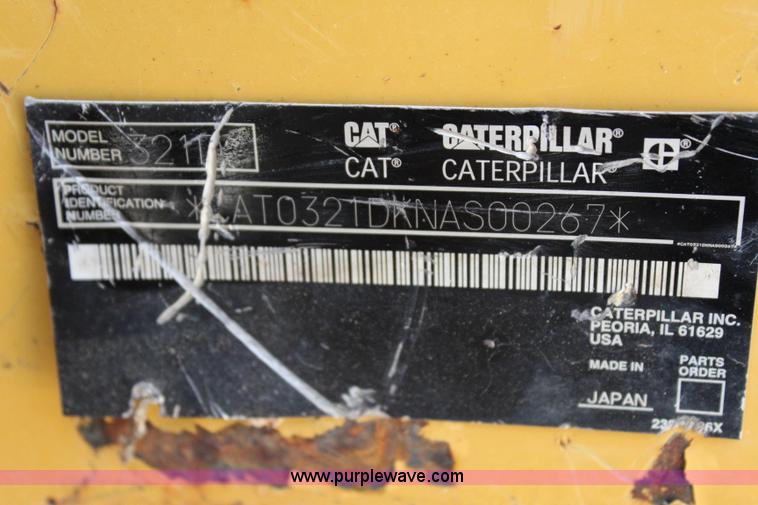 MODEL NUMBER
CAT® CATERPILLAR®
CAT® CATERPILLAR
PRODUCT IDENTIFICATION NUMBER
AT0321DKNAS00267*
CATERPILLAR INC.
PEORIA, IL 61629
USA
MADE IN
JAPAN
PARTS ORDER
www.purplewave.com